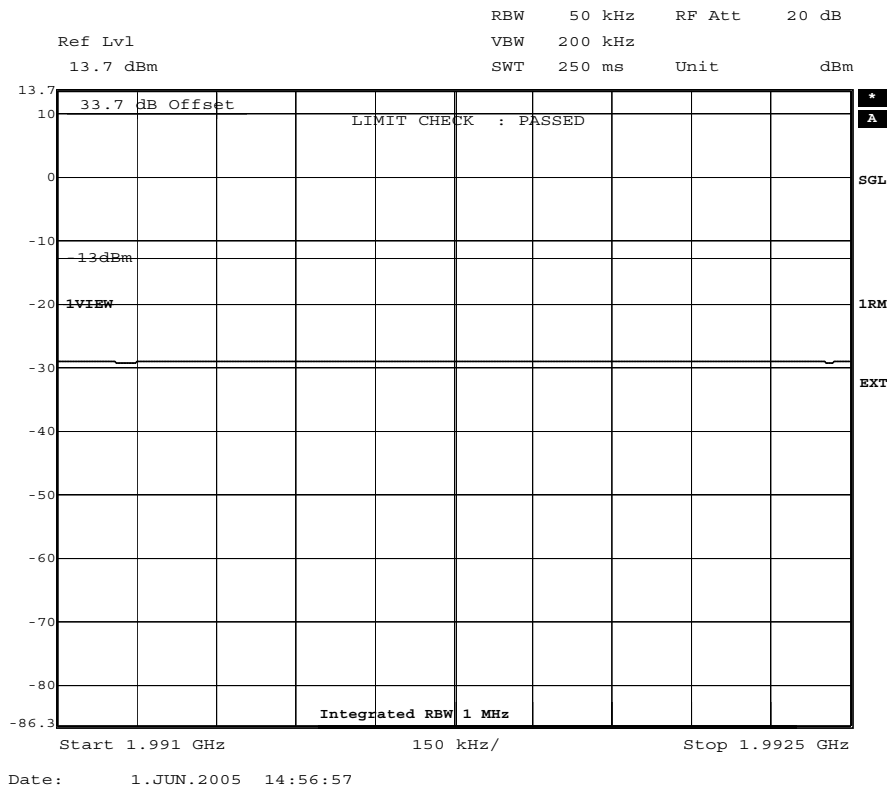 RBW 50 kHz RF Att 20 dB
Ref Lvl VBW 200 kHz
13.7 dBm SWT 250 ms Unit dBm
13.7
33.7 dB Offset
*
10
LIMIT CHECK : PASSED
A
0
SGL
-10
-13dBm
-20
1VIEW
1RM
-30
EXT
-40
-50
-60
-70
-80
Integrated RBW 1 MHz
-86.3
Start 1.991 GHz 150 kHz/ Stop 1.9925 GHz
Date: 1.JUN.2005 14:56:57